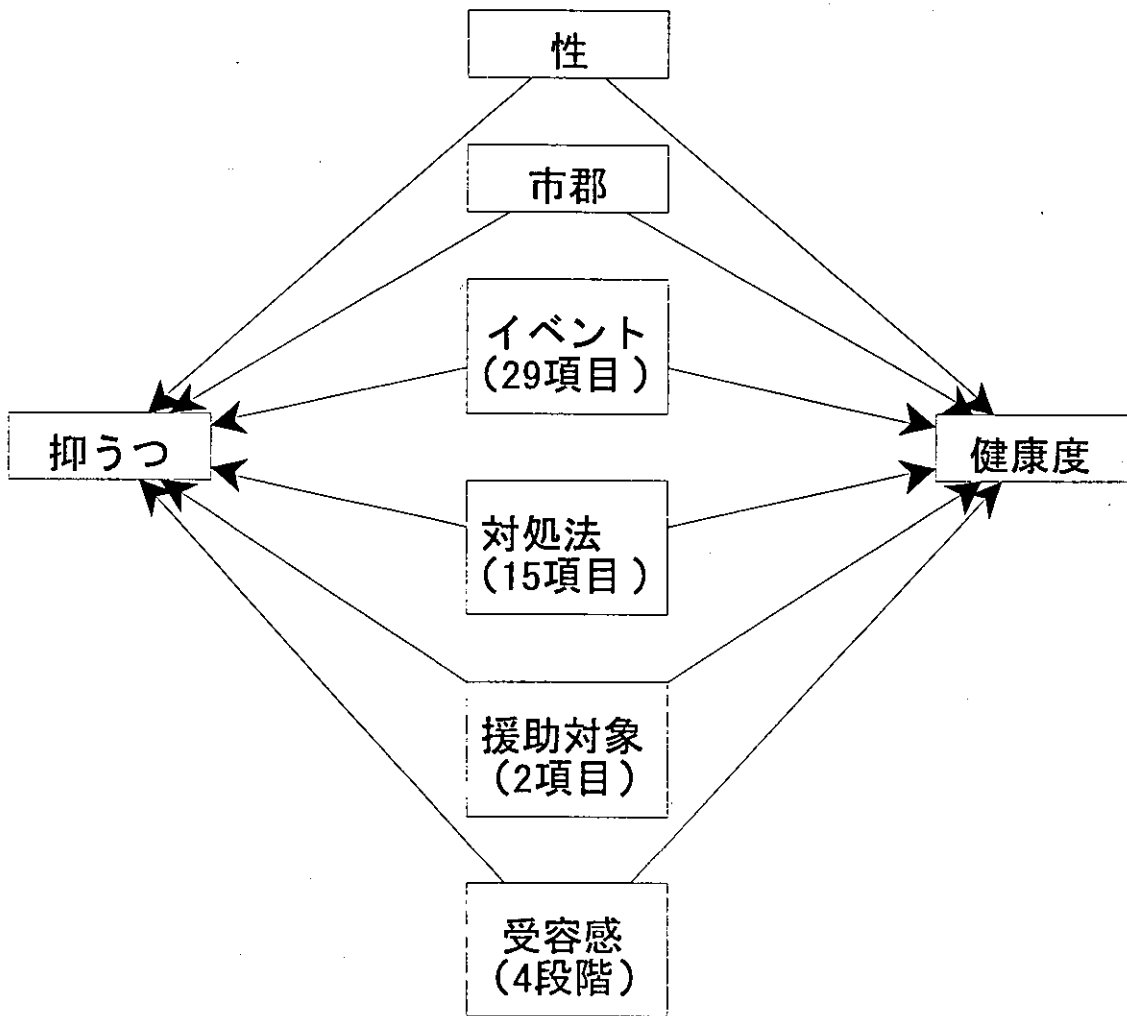 性
市郡
イベント
(29項目)
抑うつ
健康度
対処法
(15項目)
援助対象
(2項目)
受容感
(4段階)